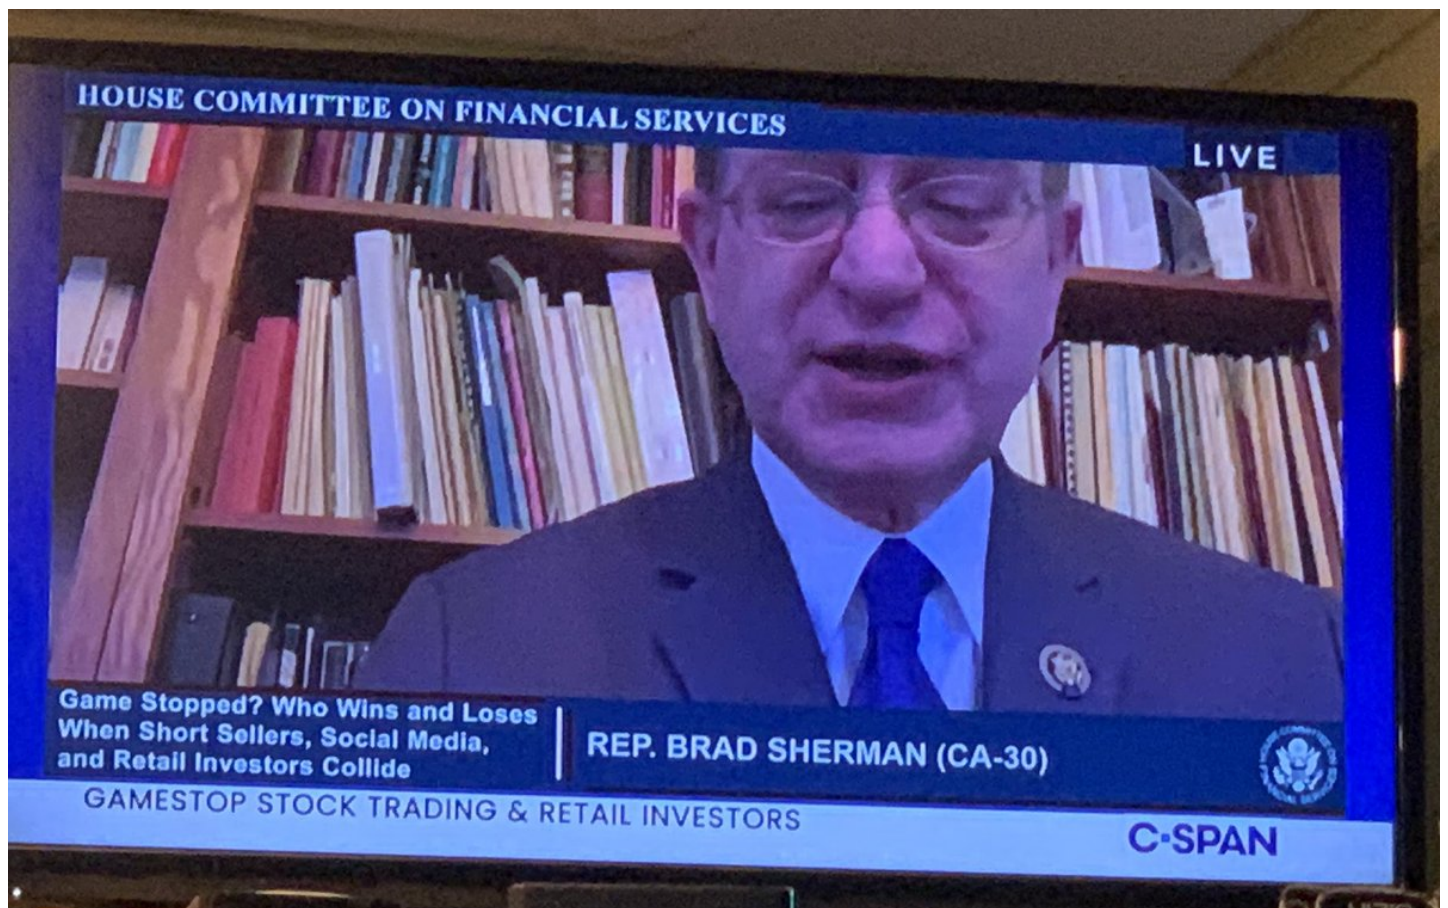 HOUSE COMMITTEE ON FINANCIAL SERVICES
LIVE
Game Stopped? Who Wins and Loses
When Short Sellers, Social Media,
and Retail Investors Collide
REP. BRAD SHERMAN (CA-30)
GAMESTOP STOCK TRADING & RETAIL INVESTORS
C-SPAN